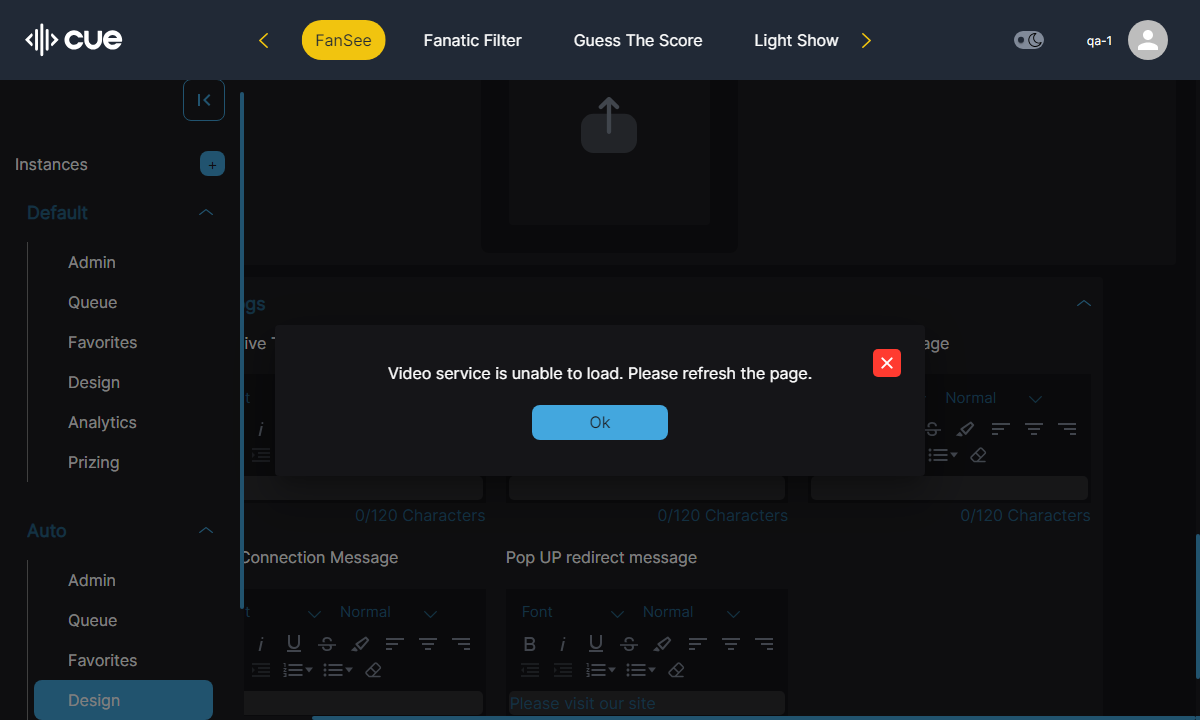 cue
FanSee
Fanatic Filter
Guess The Score
Light Show
qa-1
Instances
+
Default
Admin
Queue
Favorites
Design
Analytics
Prizing
Auto
Admin
Queue
Favorites
Design
gs
ive T
age
Video service is unable to load. Please refresh the page.
Ok
t
i
Normal
S
0/120 Characters
0/120 Characters
0/120 Characters
Connection Message
Pop UP redirect message
t
Normal
Font
Normal
i
U
S
B
i
U
S
Please visit our site